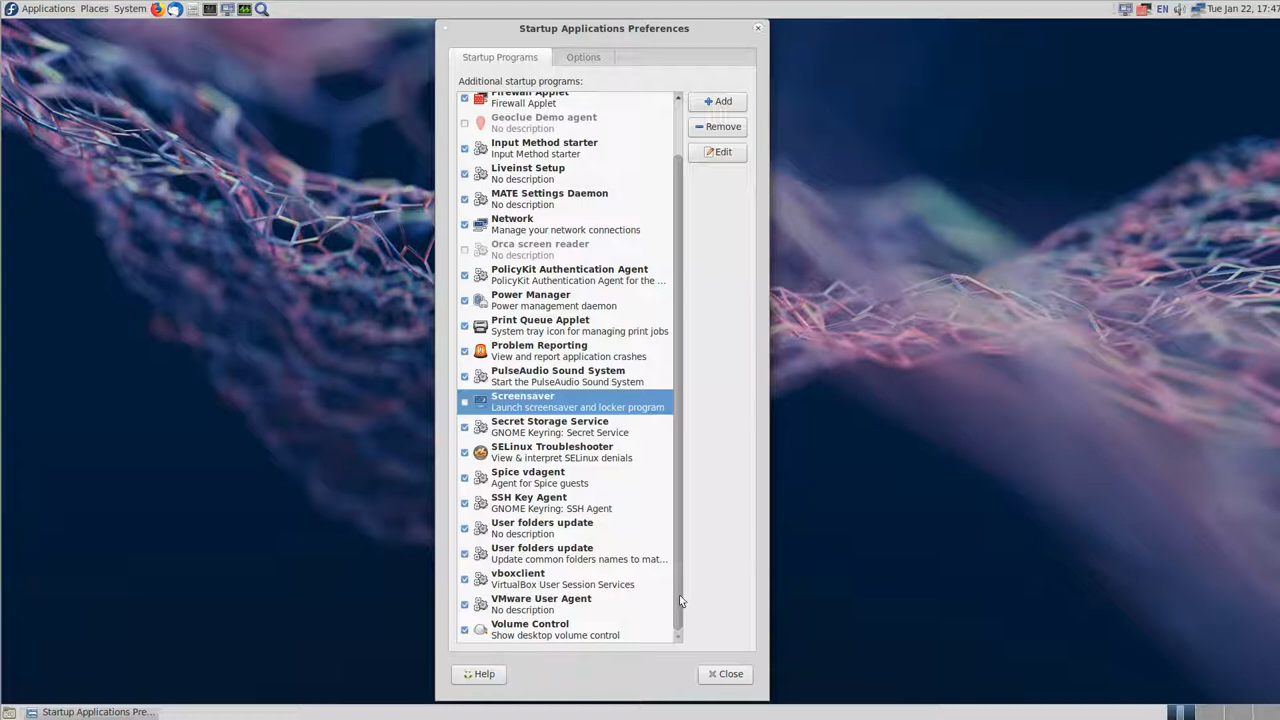 Applications Places System
EN
Tue Jan 22, 17:47
Startup Applications Preferences
Startup Programs
Options
Additional startup programs:
Firewall Applet
Firewall Applet
Geoclue Demo agent
No description
Input Method starter
Input Method starter
Liveinst Setup
No description
MATE Settings Daemon
No description
Network
Manage your network connections
Orca screen reader
No description
PolicyKit Authentication Agent
PolicyKit Authentication Agent for the ...
Power Manager
Power management daemon
Print Queue Applet
System tray icon for managing print jobs
Problem Reporting
View and report application crashes
PulseAudio Sound System
Start the PulseAudio Sound System
Screensaver
Launch screensaver and locker program
Secret Storage Service
GNOME Keyring: Secret Service
SELinux Troubleshooter
View & interpret SELinux denials
Spice vdagent
Agent for Spice guests
SSH Key Agent
GNOME Keyring: SSH Agent
User folders update
No description
User folders update
Update common folders names to mat...
vboxclient
VirtualBox User Session Services
VMware User Agent
No description
Volume Control
Show desktop volume control
Add
Remove
Edit
Help
Close
Startup Applications Pre...